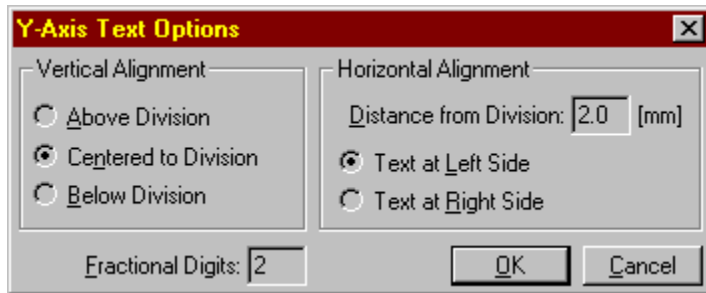 Y-Axis Text Options
Vertical Alignment
Above Division
Centered to Division
Below Division
Horizontal Alignment
Distance from Division: 2.0 [mm]
Text at Left Side
Text at Right Side
Fractional Digits: 2
OK
Cancel